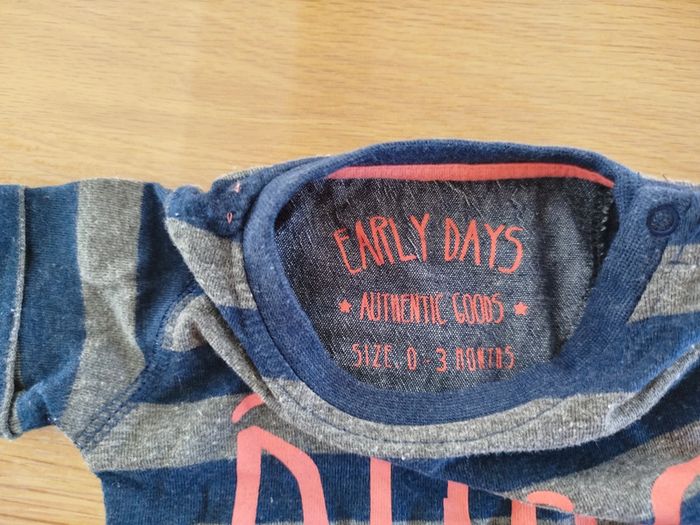 EARLY DAYS
★ AUTHENTIC GOODS ★
SIZE. 0 - 3 MONTHS